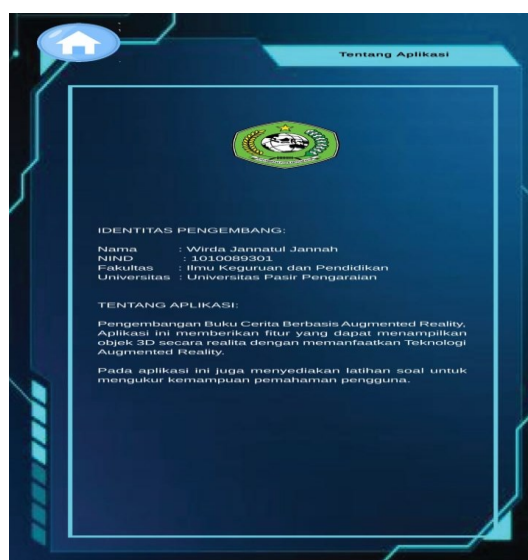 Tentang Aplikasi
IDENTITAS PENGEMBANG:
Nama : Wirda Jannatul Jannah
NIND : 1010089301
Fakultas : Ilmu Keguruan dan Pendidikan
Universitas : Universitas Pasir Pengaraian
TENTANG APLIKASI:
Pengembangan Buku Cerita Berbasis Augmented Reality,
Aplikasi ini memberikan fitur yang dapat menampilkan
objek 3D secara realita dengan memanfaatkan Teknologi
Augmented Reality.
Pada aplikasi ini juga menyediakan latihan soal untuk
mengukur kemampuan pemahaman pengguna.